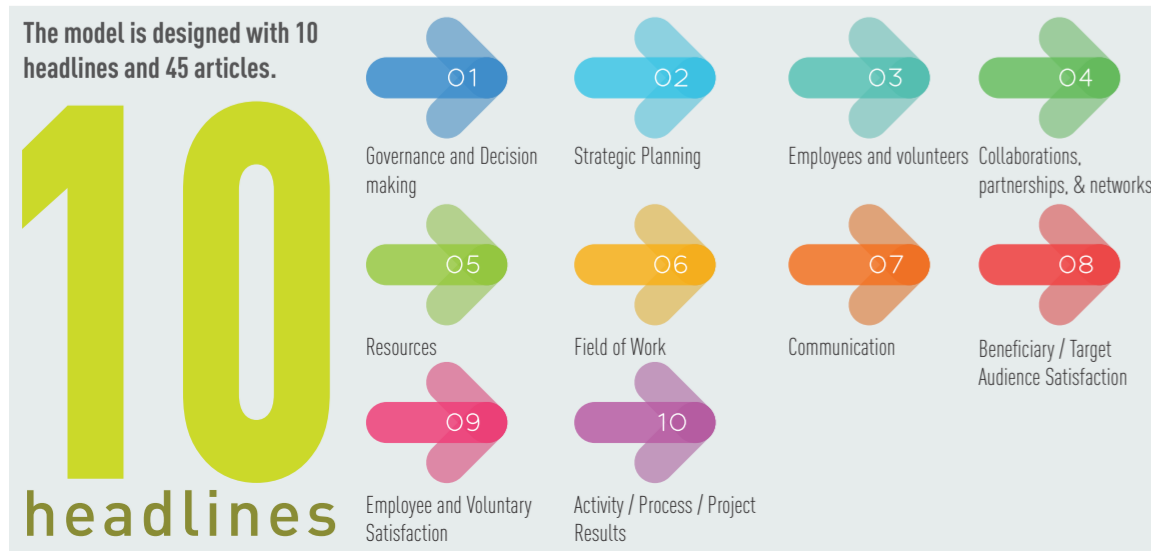 The model is designed with 10
headlines and 45 articles.
10
headlines
01
Governance and Decision
making
02
Strategic Planning
03
Employees and volunteers
04
Collaborations,
partnerships, & networks
05
Resources
06
Field of Work
07
Communication
08
Beneficiary / Target
Audience Satisfaction
09
Employee and Voluntary
Satisfaction
10
Activity / Process / Project
Results